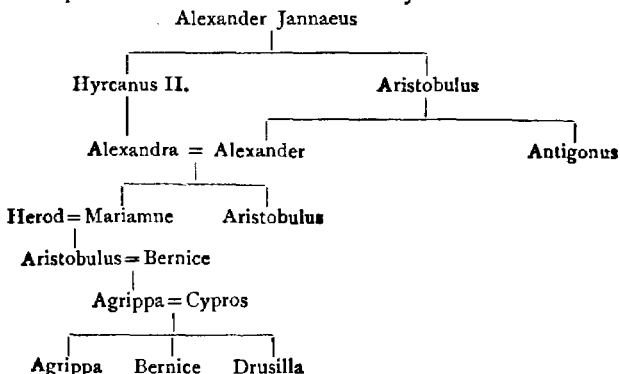 Alexander Jannaeus
Hyrcanus II. Aristobulus
Alexandra = Alexander Antigonus
Herod = Mariamne Aristobulus
Aristobulus = Bernice
Agrippa = Cypros
Agrippa Bernice Drusilla